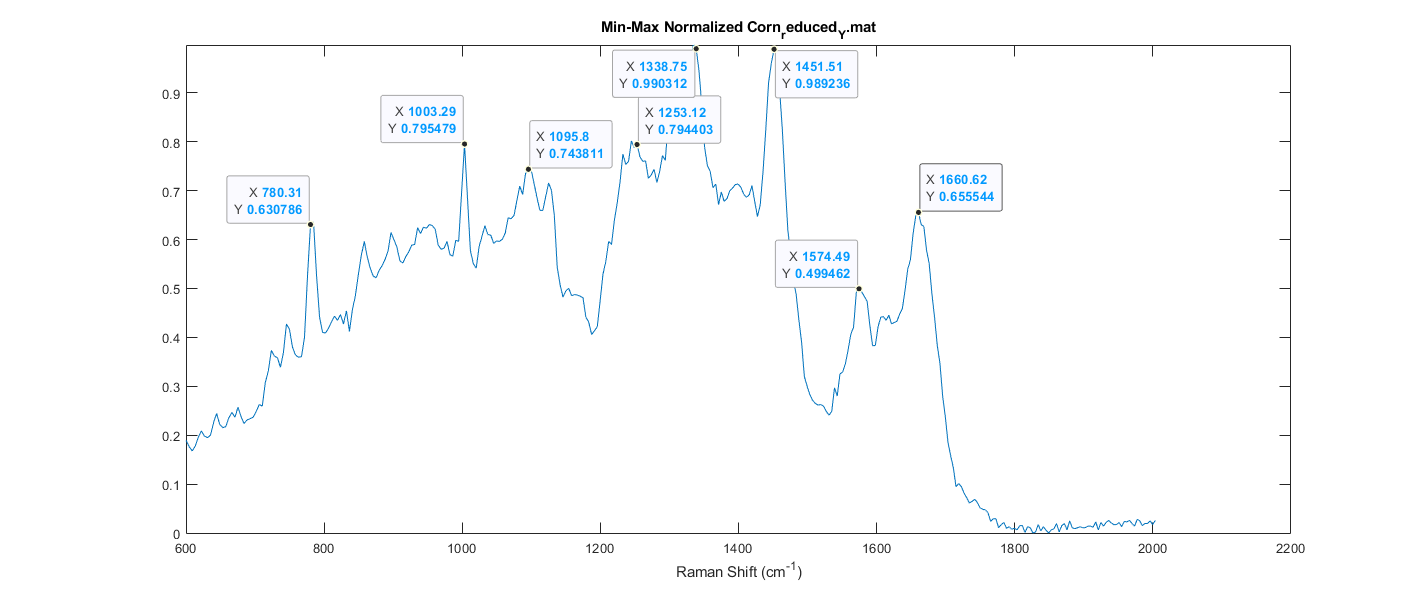 Min-Max Normalized Corn_reduced_Y.mat
X 1338.75
Y 0.990312
X 1451.51
Y 0.989236
X 1003.29
Y 0.795479
X 1253.12
Y 0.794403
X 1095.8
Y 0.743811
X 780.31
Y 0.630786
X 1660.62
Y 0.655544
X 1574.49
Y 0.499462
0.9
0.8
0.7
0.6
0.5
0.4
0.3
0.2
0.1
0
600 800 1000 1200 1400 1600 1800 2000 2200
Raman Shift (cm-1)